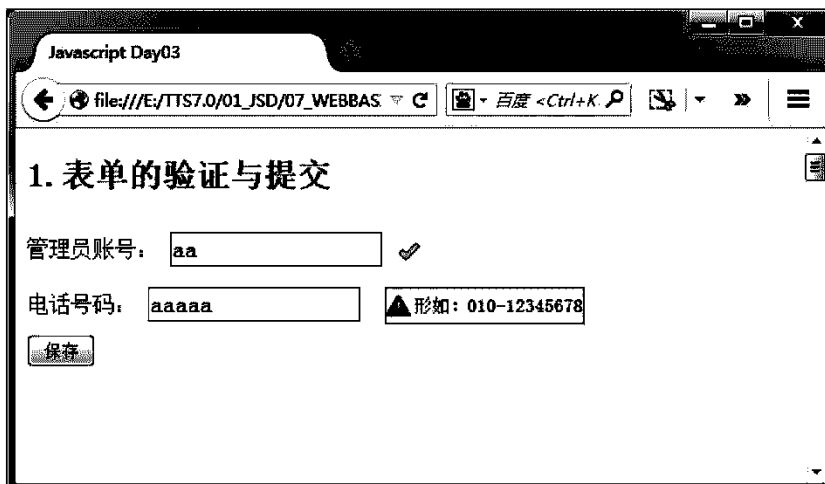 Javascript Day03
file:///E:/TTS7.0/01_JSD/07_WEBBAS 百度 <Ctrl+K
1. 表单的验证与提交
管理员账号： aa
电话号码： aaaaa 形如：010-12345678
保存